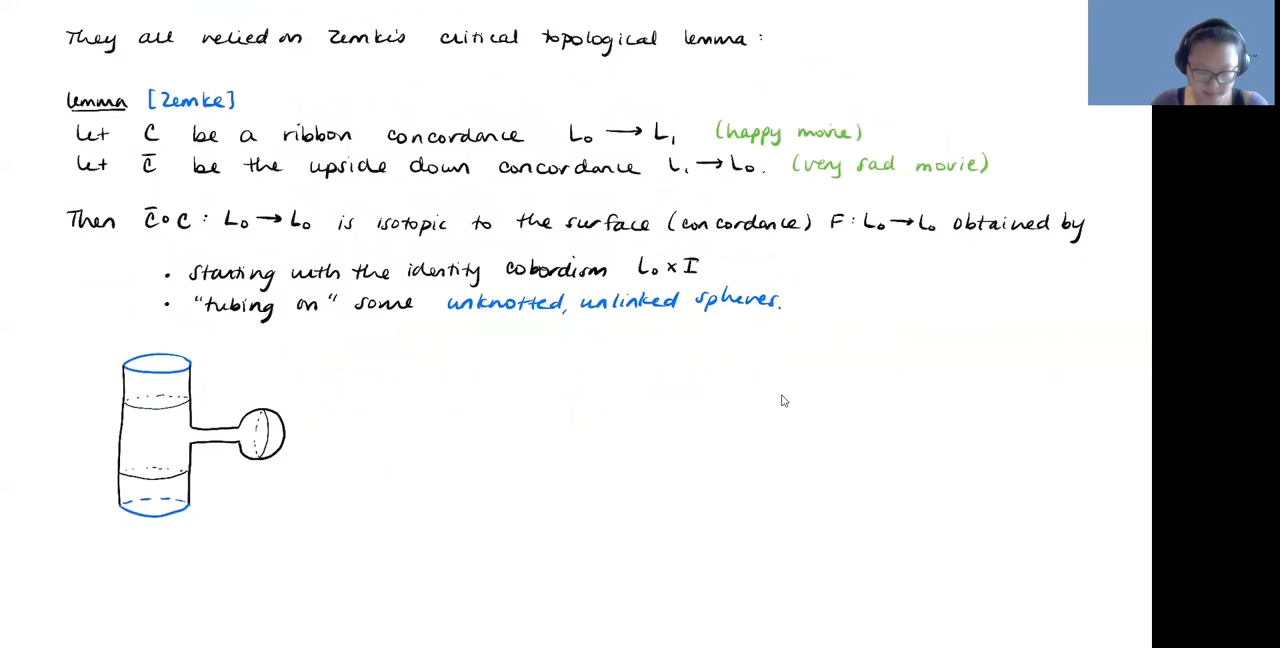 They all relied on Zemke's critical topological lemma :
lemma [Zemke]
Let C be a ribbon concordance L₀ → L₁ (happy movie)
Let C̄ be the upside down concordance L₁ → L₀. (very sad movie)
Then C̄ ∘ C : L₀ → L₀ is isotopic to the surface (concordance) F : L₀ → L₀ obtained by
• starting with the identity cobordism L₀ × I
• "tubing on" some unknotted, unlinked spheres.